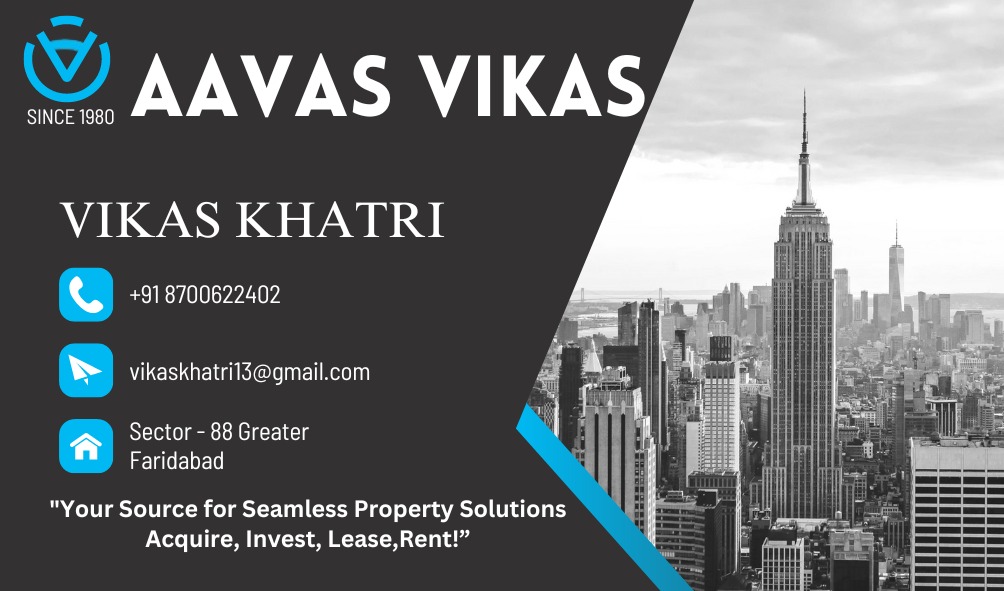 SINCE 1980
AAVAS VIKAS
VIKAS KHATRI
+91 8700622402
vikaskhatri13@gmail.com
Sector - 88 Greater
Faridabad
"Your Source for Seamless Property Solutions
Acquire, Invest, Lease,Rent!”